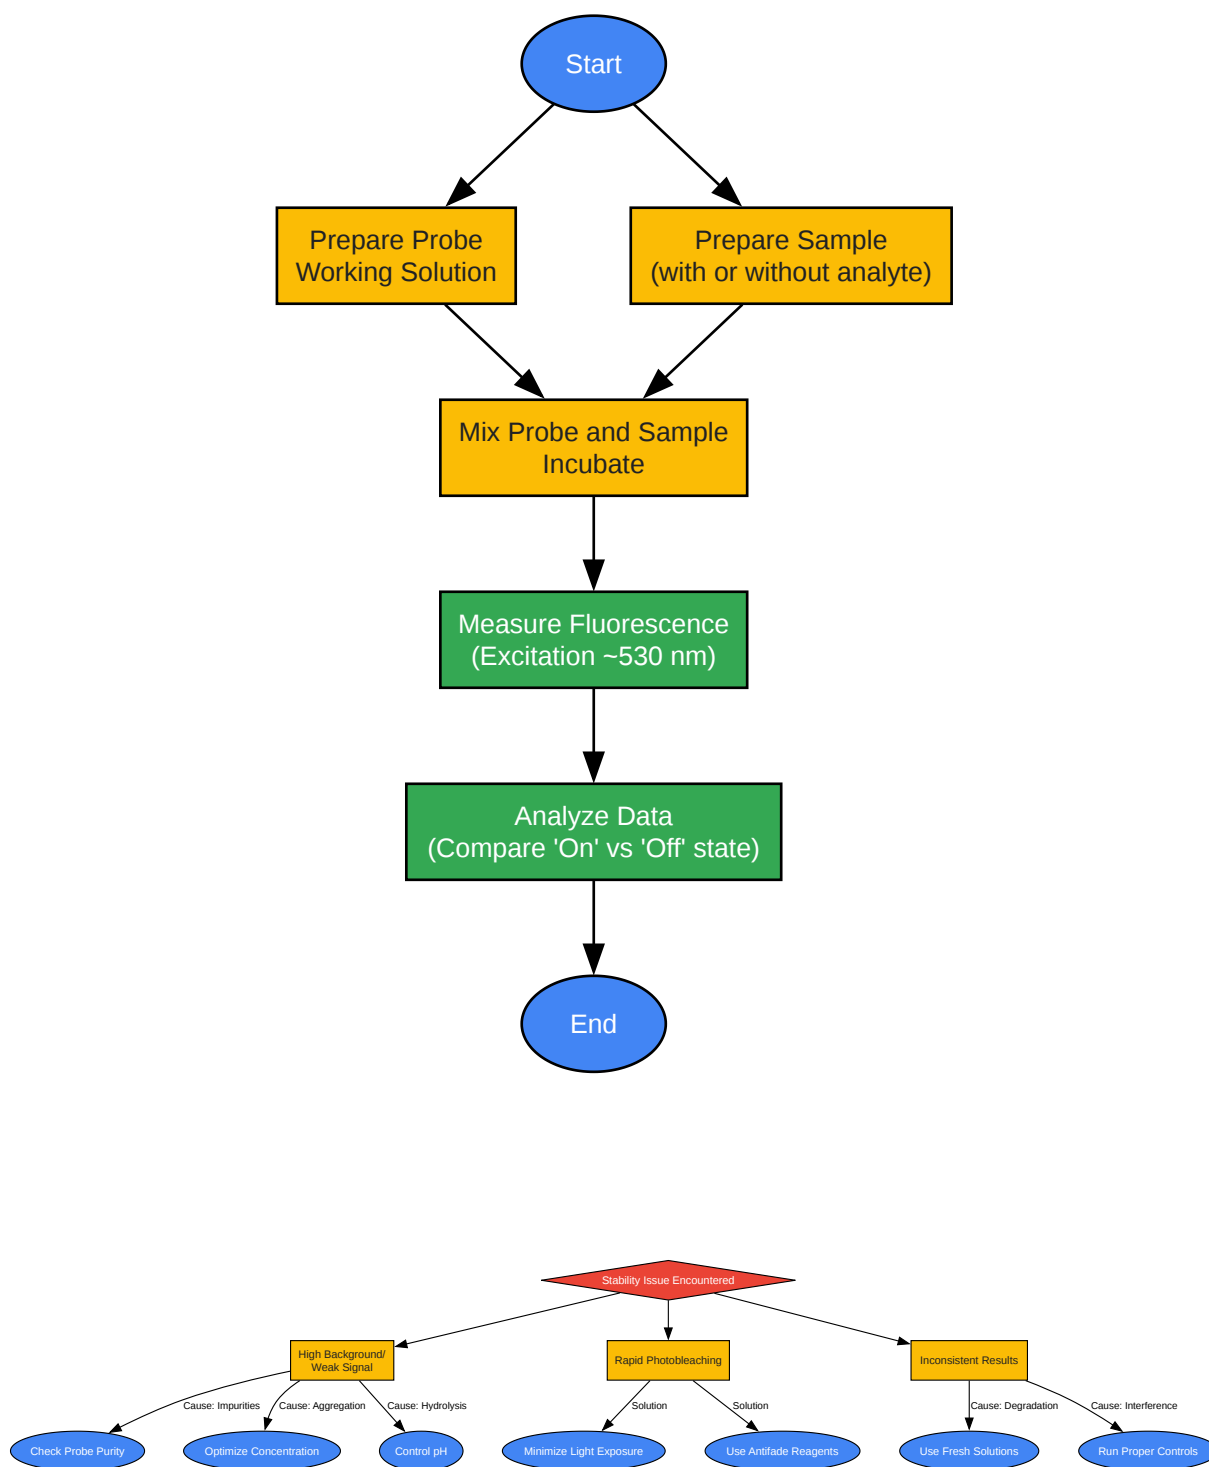 Start
Prepare Probe
Working Solution
Prepare Sample
(with or without analyte)
Mix Probe and Sample
Incubate
Measure Fluorescence
(Excitation ~530 nm)
Analyze Data
(Compare 'On' vs 'Off' state)
End
Stability Issue Encountered
High Background/
Weak Signal
Rapid Photobleaching
Inconsistent Results
Cause: Impurities
Cause: Aggregation
Cause: Hydrolysis
Solution
Solution
Cause: Degradation
Cause: Interference
Check Probe Purity
Optimize Concentration
Control pH
Minimize Light Exposure
Use Antifade Reagents
Use Fresh Solutions
Run Proper Controls